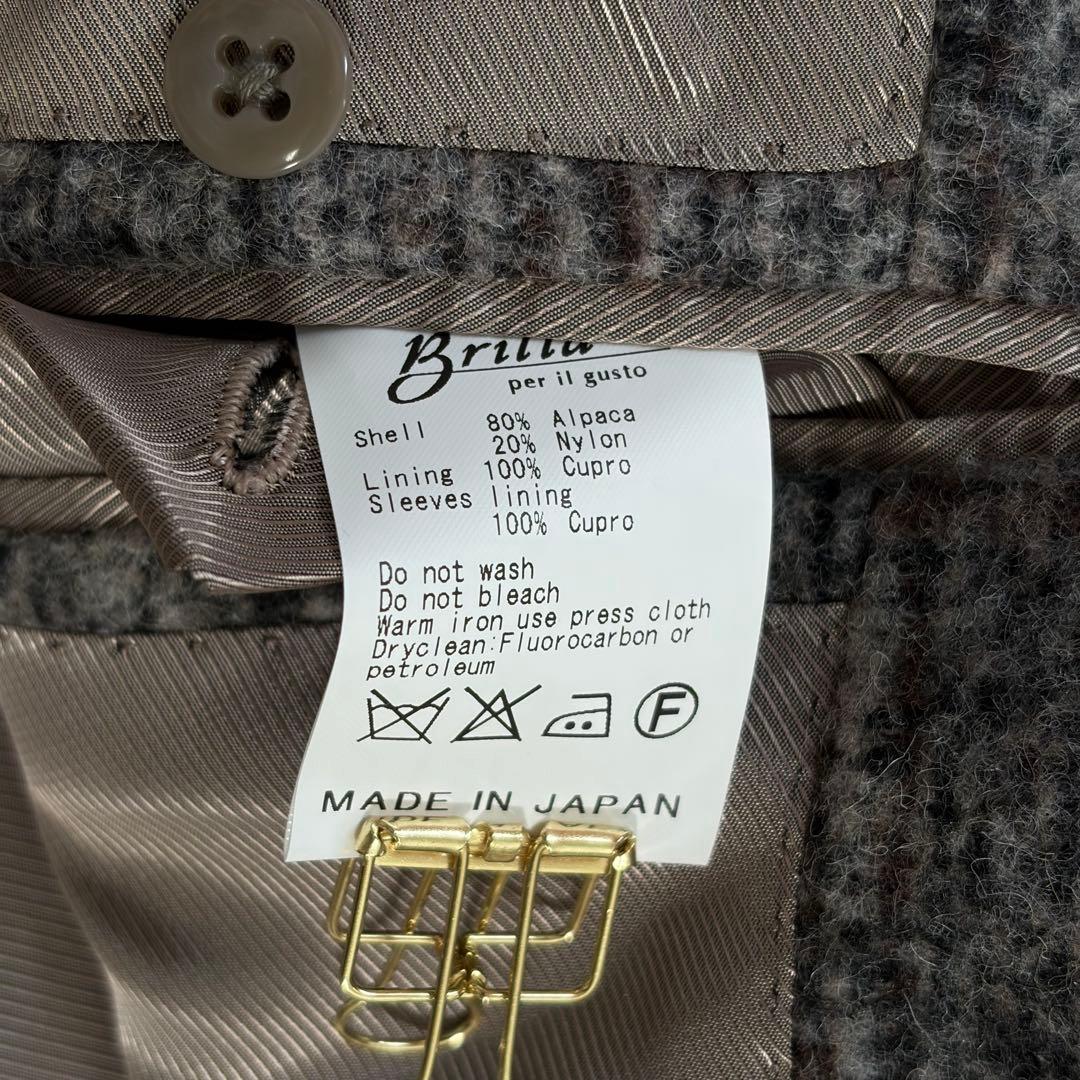 Brilla
per il gusto
Shell 80% Alpaca
20% Nylon
Lining 100% Cupro
Sleeves lining
100% Cupro
Do not wash
Do not bleach
Warm iron use press cloth
Dryclean:Fluorocarbon or
petroleum
F
MADE IN JAPAN